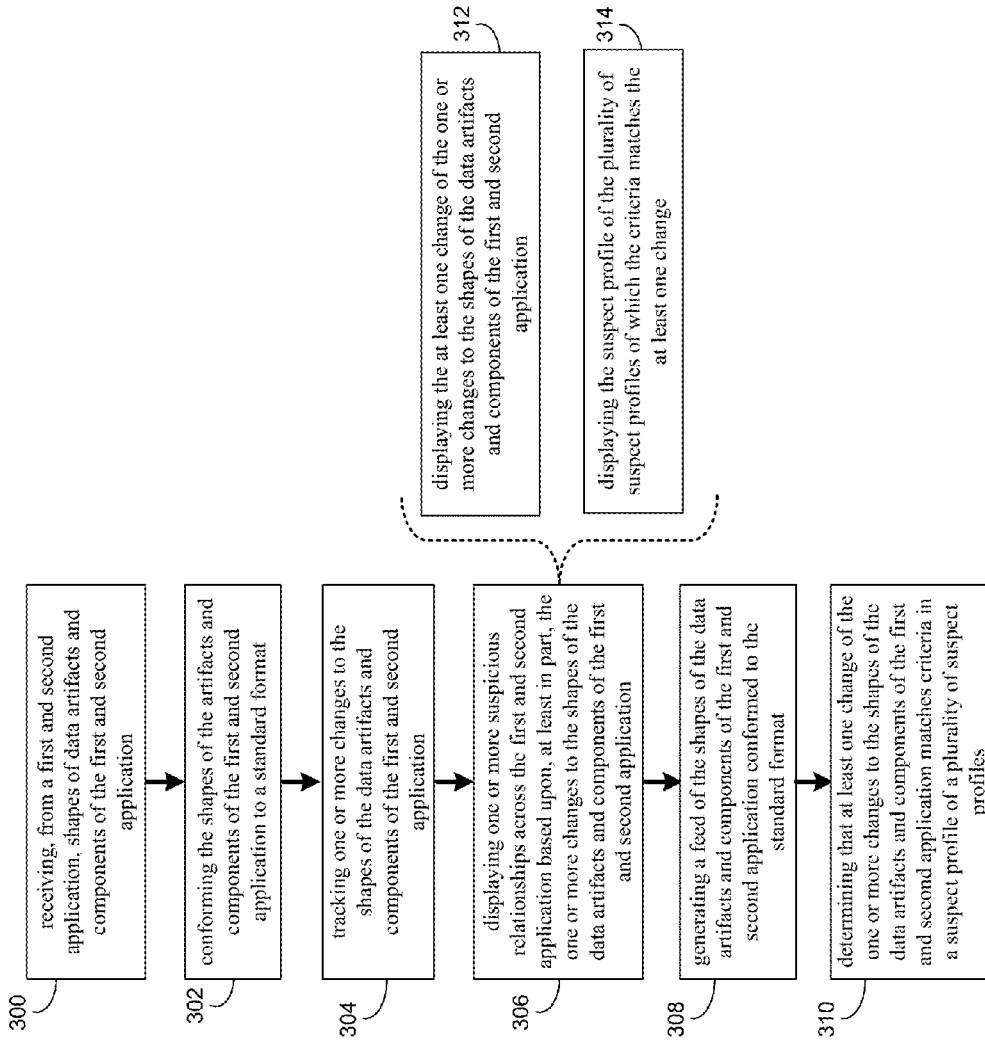 300
receiving, from a first and second
application, shapes of data artifacts and
components of the first and second
application
302
conforming the shapes of the artifacts and
components of the first and second
application to a standard format
304
tracking one or more changes to the
shapes of the data artifacts and
components of the first and second
application
306
displaying one or more suspicious
relationships across the first and second
application based upon, at least in part, the
one or more changes to the shapes of the
data artifacts and components of the first
and second application
308
generating a feed of the shapes of the data
artifacts and components of the first and
second application conformed to the
standard format
310
determining that at least one change of the
one or more changes to the shapes of the
data artifacts and components of the first
and second application matches criteria in
a suspect profile of a plurality of suspect
profiles
312
displaying the at least one change of the one or
more changes to the shapes of the data artifacts
and components of the first and second
application
314
displaying the suspect profile of the plurality of
suspect profiles of which the criteria matches the
at least one change